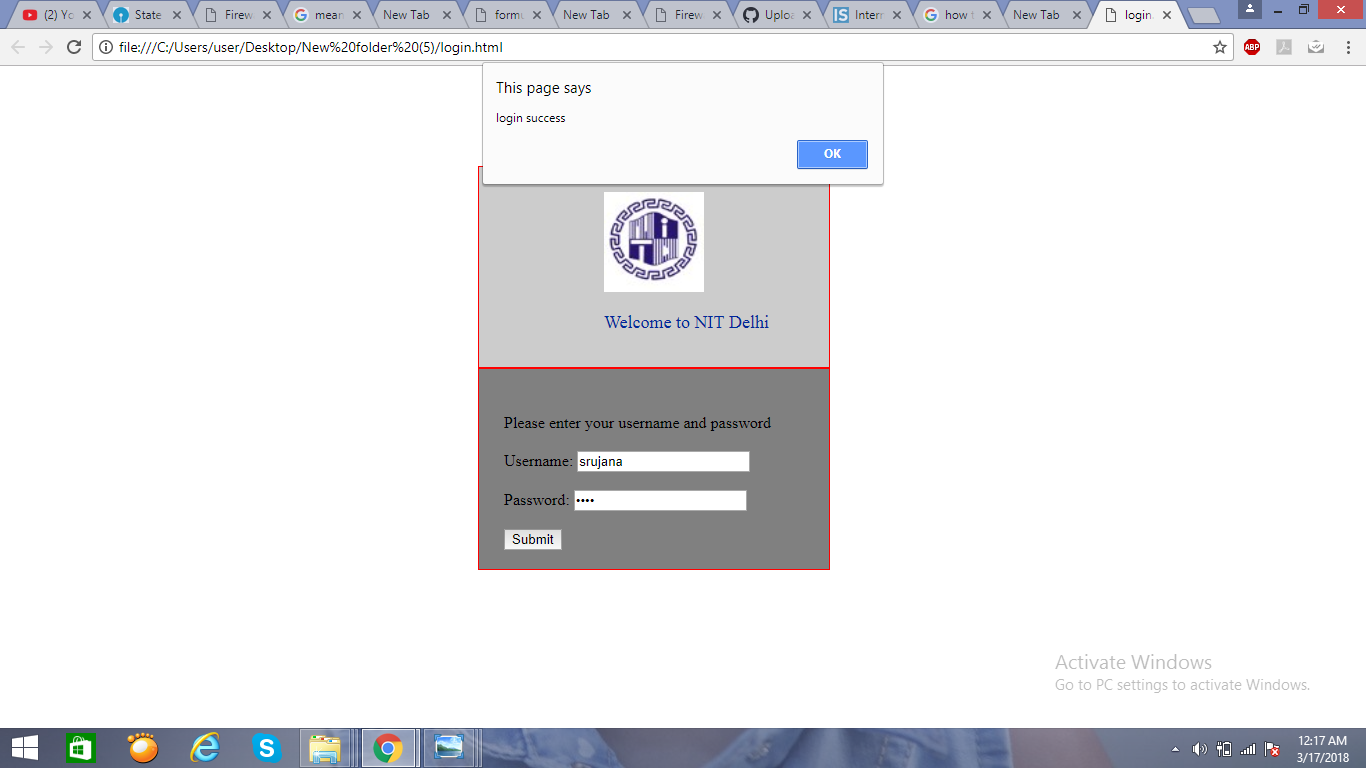 (2) Yo
State
Firew
mean
New Tab
formu
New Tab
Firew
Uploa
Intern
how t
New Tab
login.
file:///C:/Users/user/Desktop/New%20folder%20(5)/login.html
ABP
This page says
login success
OK
Welcome to NIT Delhi
Please enter your username and password
Username: srujana
Password: ••••
Submit
Activate Windows
Go to PC settings to activate Windows.
12:17 AM
3/17/2018